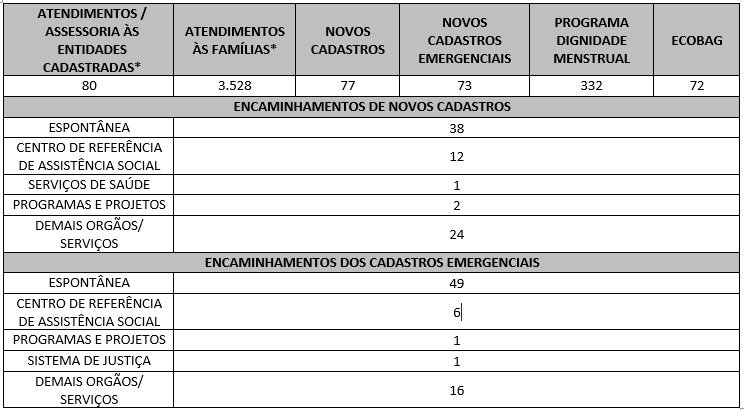 ATENDIMENTOS /
ASSESSORIA ÀS
ENTIDADES
CADASTRADAS*
ATENDIMENTOS
ÀS FAMÍLIAS*
NOVOS
CADASTROS
NOVOS
CADASTROS
EMERGENCIAIS
PROGRAMA
DIGNIDADE
MENSTRUAL
ECOBAG
80
3.528
77
73
332
72
ENCAMINHAMENTOS DE NOVOS CADASTROS
ESPONTÂNEA
38
CENTRO DE REFERÊNCIA
DE ASSISTÊNCIA SOCIAL
12
SERVIÇOS DE SAÚDE
1
PROGRAMAS E PROJETOS
2
DEMAIS ORGÃOS/
SERVIÇOS
24
ENCAMINHAMENTOS DOS CADASTROS EMERGENCIAIS
ESPONTÂNEA
49
CENTRO DE REFERÊNCIA
DE ASSISTÊNCIA SOCIAL
6
PROGRAMAS E PROJETOS
1
SISTEMA DE JUSTIÇA
1
DEMAIS ORGÃOS/
SERVIÇOS
16